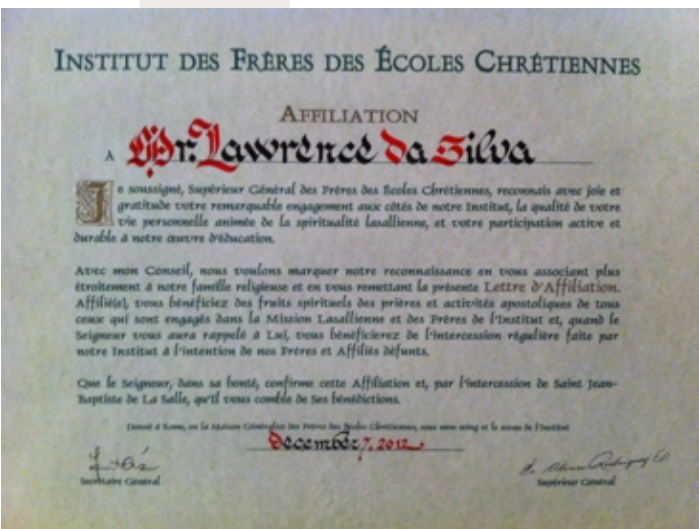 INSTITUT DES FRÈRES DES ÉCOLES CHRÉTIENNES
AFFILIATION
A Mr. Lawrence Da Silva
Je soussigné, Supérieur Général des Frères des Écoles Chrétiennes, reconnais avec joie et
gratitude votre remarquable engagement aux côtés de notre Institut, la qualité de votre
vie personnelle animée de la spiritualité lasallienne, et votre participation active et
durable à notre œuvre d'éducation.
Avec mon Conseil, nous voulons marquer notre reconnaissance en vous associant plus
étroitement à notre famille religieuse et en vous remettant la présente Lettre d'Affiliation.
Affilié(e), vous bénéficiez des fruits spirituels des prières et activités apostoliques de tous
ceux qui sont engagés dans la Mission Lasallienne et des Frères de l'Institut et, quand le
Seigneur vous aura rappelé à Lui, vous bénéficierez de l'intercession régulière faite par
notre Institut à l'intention de nos Frères et Affiliés défunts.
Que le Seigneur, dans sa bonté, confirme cette Affiliation et, par l'intercession de Saint Jean-
Baptiste de La Salle, qu'Il vous comble de Ses bénédictions.
Donné à Rome, en la Maison Généralice des Frères des Écoles Chrétiennes, sous mon seing et le sceau de l'Institut
December 7, 2012
Secrétaire Général
Supérieur Général